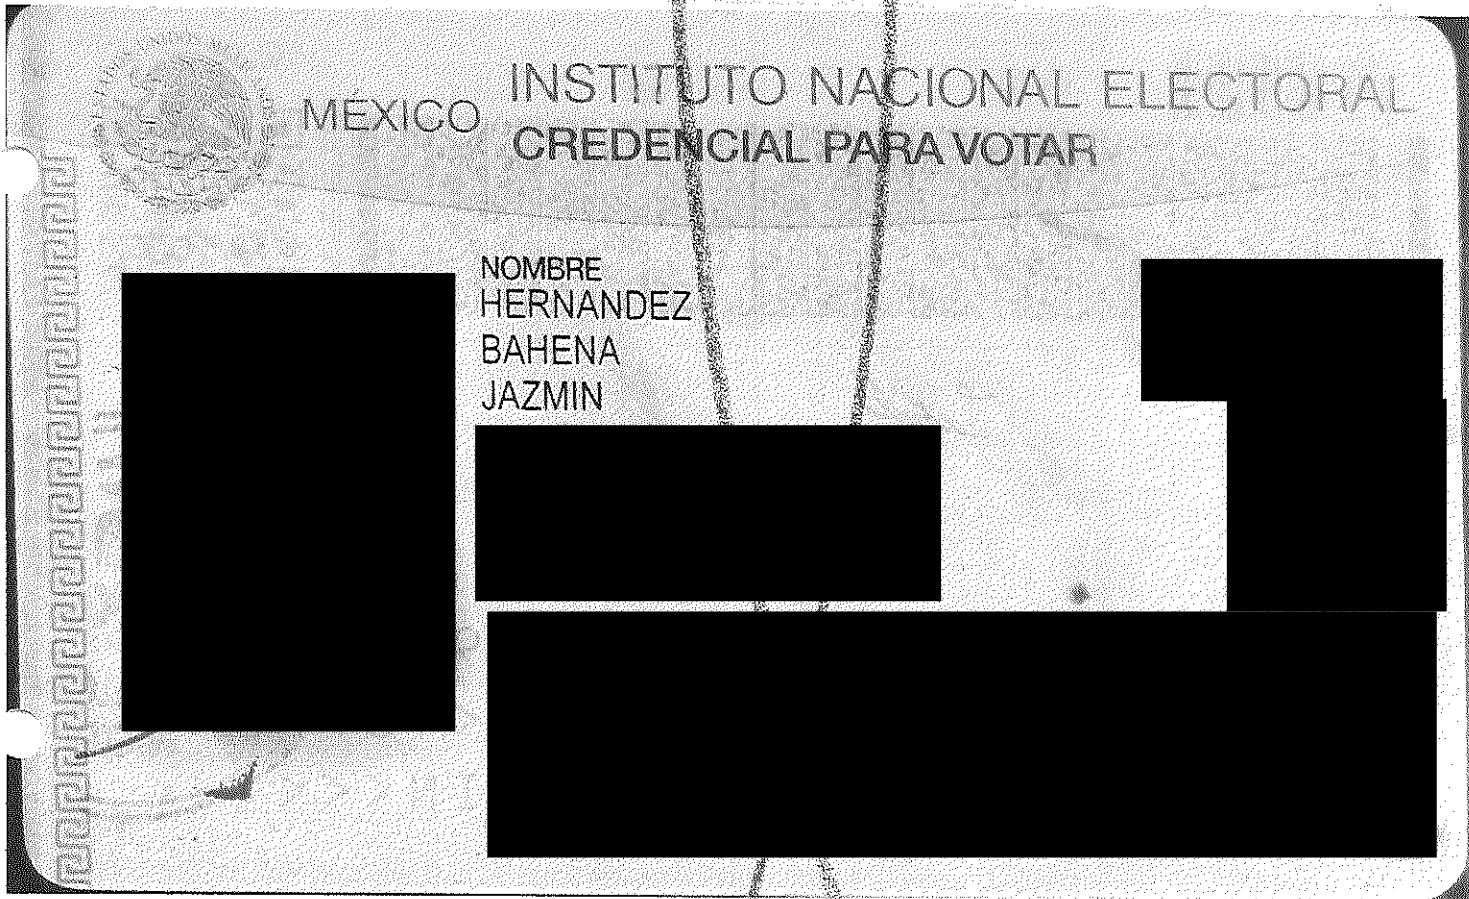 MÉXICO
INSTITUTO NACIONAL ELECTORAL
CREDENCIAL PARA VOTAR
NOMBRE
HERNANDEZ
BAHENA
JAZMIN